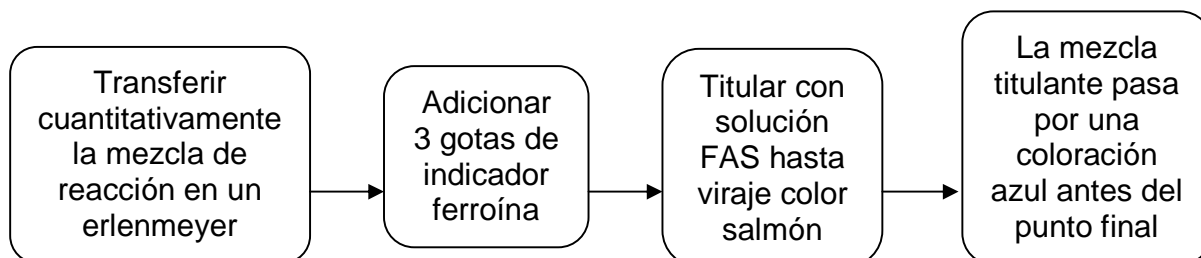 Transferir
cuantitativamente
la mezcla de
reacción en un
erlenmeyer
Adicionar
3 gotas de
indicador
ferroína
Titular con
solución
FAS hasta
viraje color
salmón
La mezcla
titulante pasa
por una
coloración
azul antes del
punto final